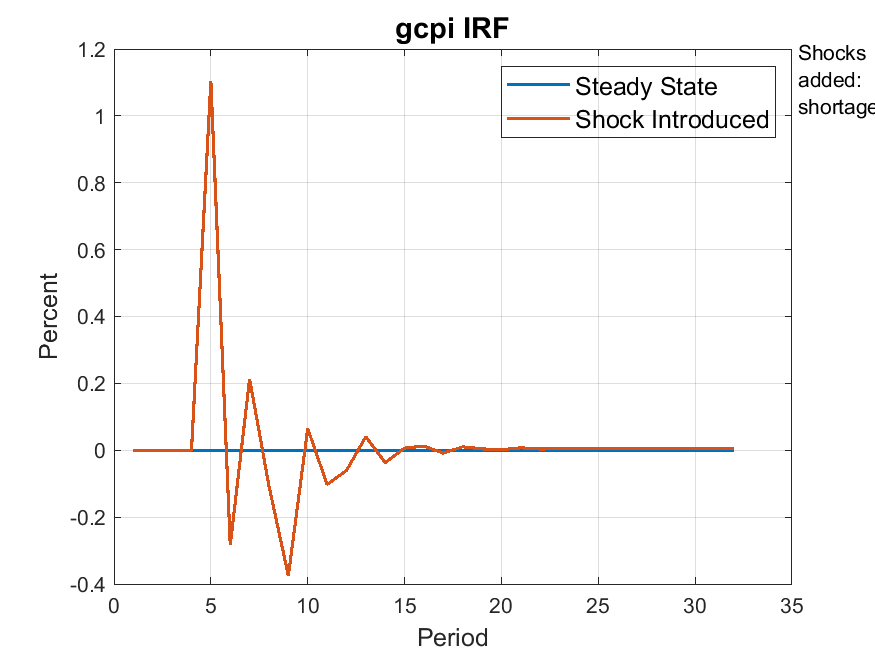 gcpi IRF
Shocks
added:
shortage
Steady State
Shock Introduced
Percent
1.2
1
0.8
0.6
0.4
0.2
0
-0.2
-0.4
0
5
10
15
20
25
30
35
Period